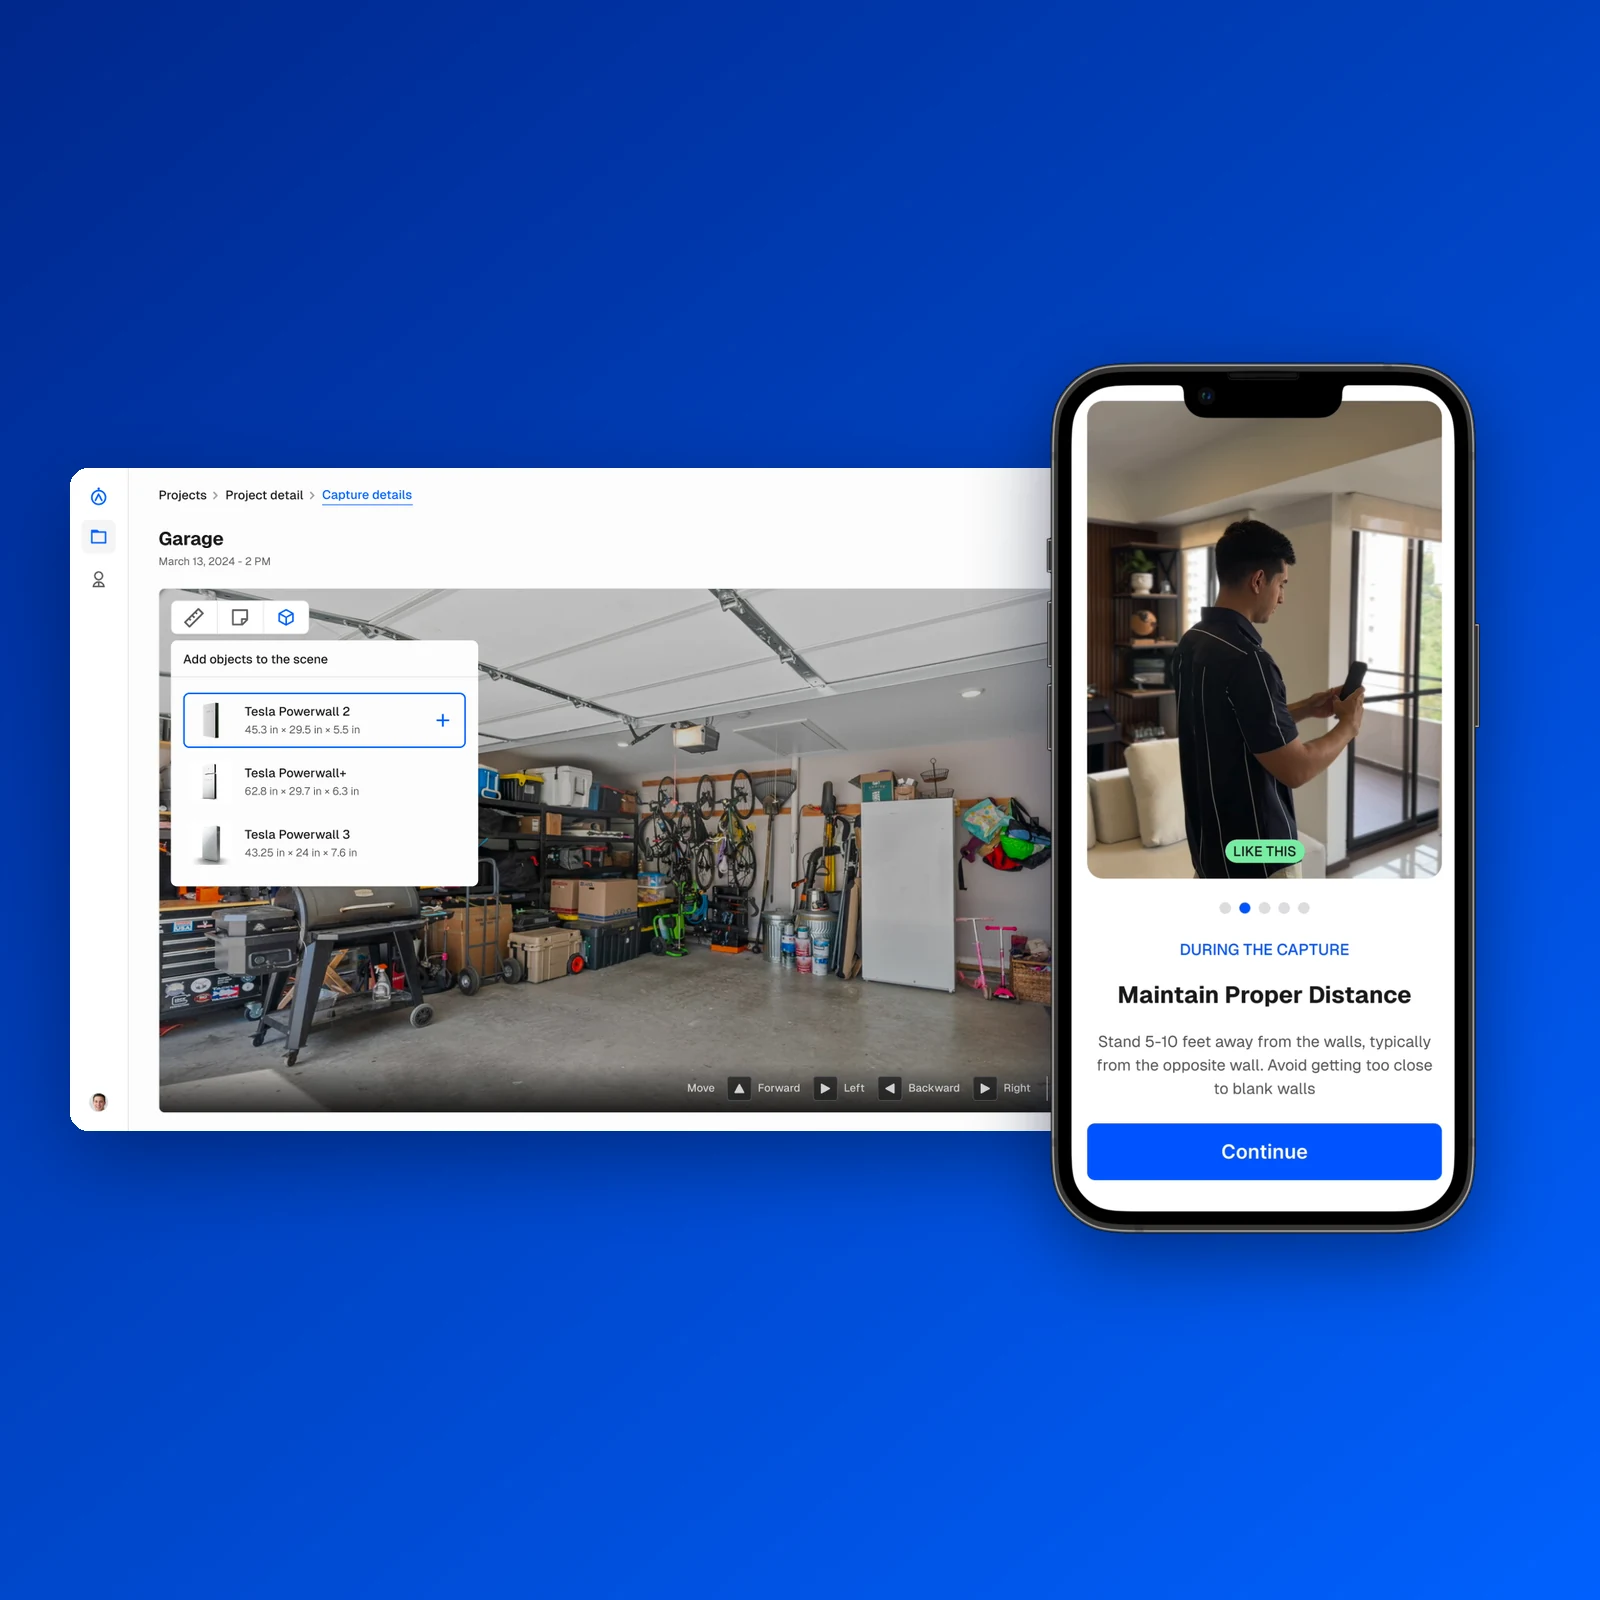 Projects > Project detail > Capture details
Garage
March 13, 2024 - 2 PM
Add objects to the scene
Tesla Powerwall 2
45.3 in × 29.5 in × 5.5 in
Tesla Powerwall+
62.8 in × 29.7 in × 6.3 in
Tesla Powerwall 3
43.25 in × 24 in × 7.6 in
Move Forward Left Backward Right
LIKE THIS
DURING THE CAPTURE
Maintain Proper Distance
Stand 5-10 feet away from the walls, typically
from the opposite wall. Avoid getting too close
to blank walls
Continue